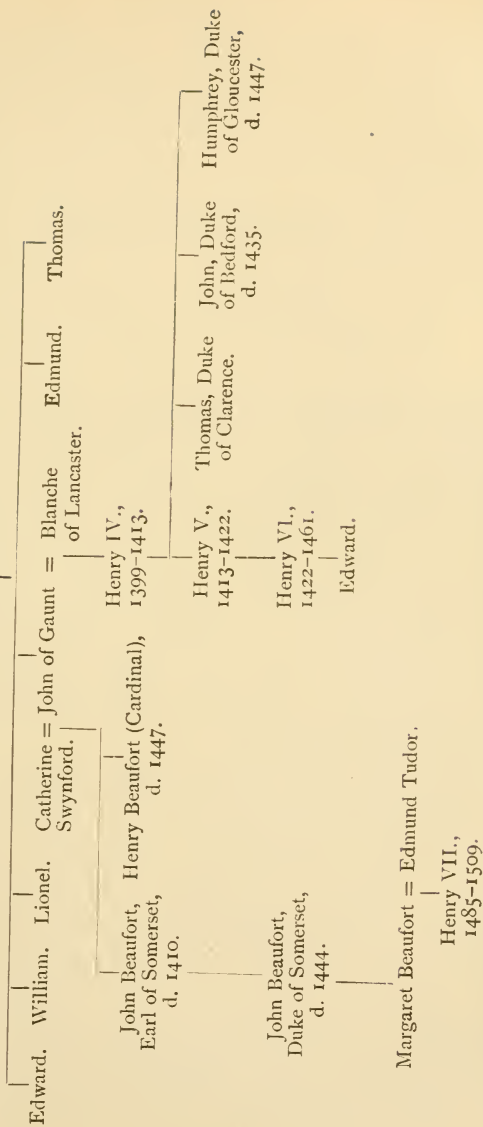 Edward. William. Lionel. Catherine = John of Gaunt = Blanche Edmund. Thomas.
Swynford. of Lancaster.
Henry IV.,
1399-1413.
John Beaufort, Henry Beaufort (Cardinal),
Earl of Somerset, d. 1447.
d. 1410.
Henry V., Thomas, Duke John, Duke Humphrey, Duke
1413-1422. of Clarence. of Bedford, of Gloucester,
d. 1435. d. 1447.
John Beaufort,
Duke of Somerset,
d. 1444.
Henry VI.,
1422-1461.
Edward.
Margaret Beaufort = Edmund Tudor.
Henry VII.,
1485-1509.